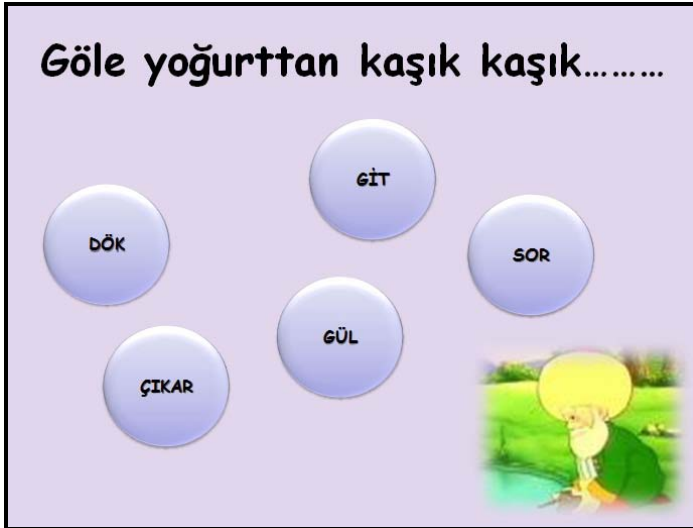 Göle yoğurttan kaşık kaşık.........
GİT
DÖK
SOR
GÜL
ÇIKAR